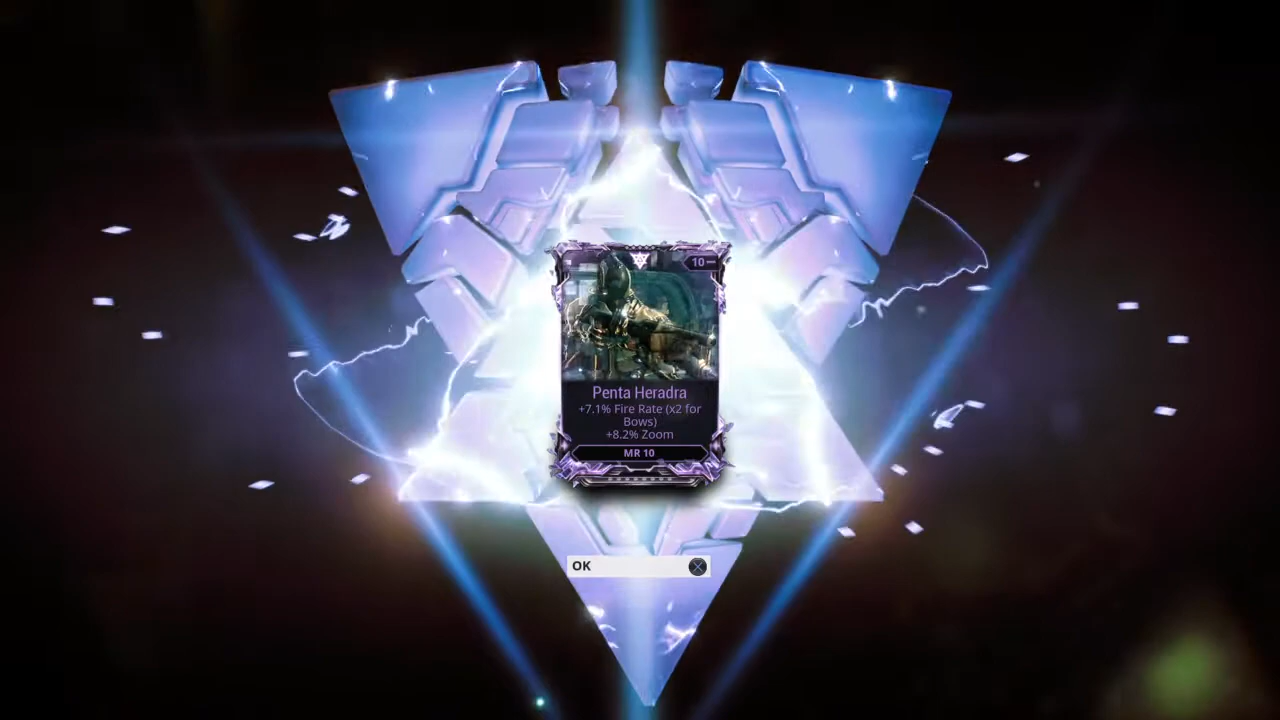 10
Penta Heradra
+7.1% Fire Rate (x2 for
Bows)
+8.2% Zoom
MR 10
OK